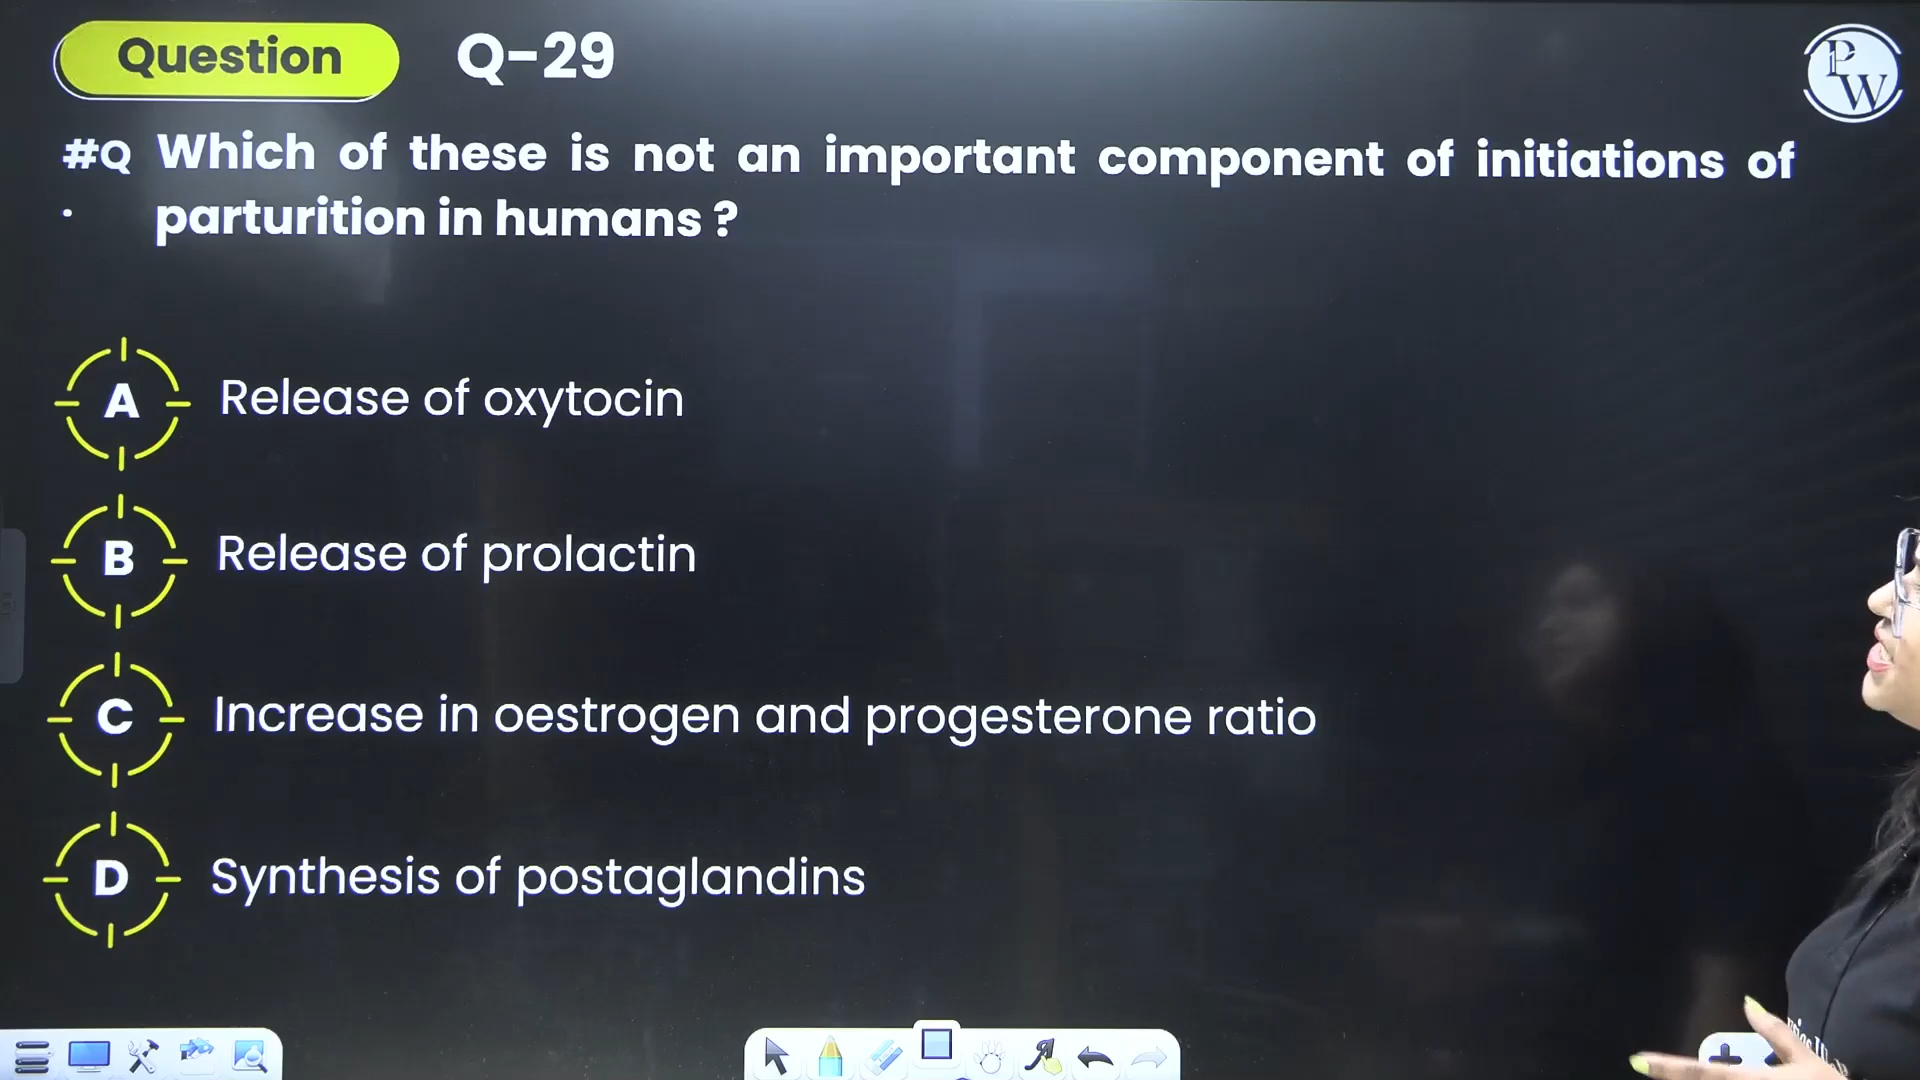 Question Q-29
PW
#Q Which of these is not an important component of initiations of
. parturition in humans ?
A Release of oxytocin
B Release of prolactin
C Increase in oestrogen and progesterone ratio
D Synthesis of postaglandins